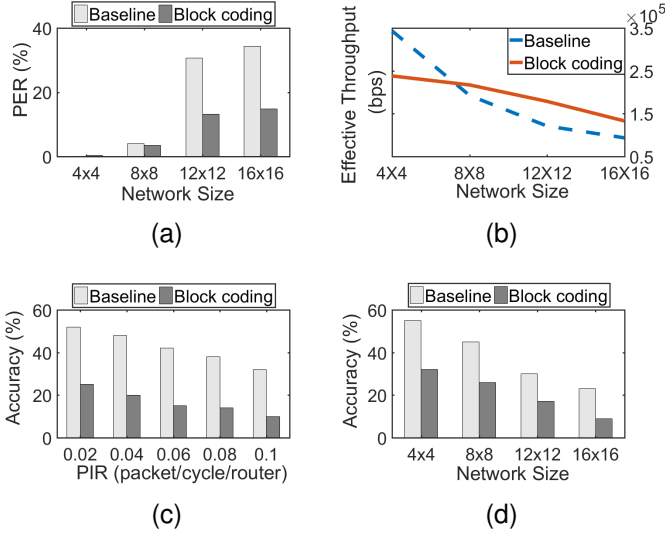 Baseline Block coding
PER (%)
40
20
0
4x4 8x8 12x12 16x16
Network Size
(a)
×10^5
Baseline
Block coding
Effective Throughput
(bps)
3.5
2.5
1.5
0.5
4X4 8X8 12X12 16X16
Network Size
(b)
Baseline Block coding
Accuracy (%)
60
40
20
0
0.02 0.04 0.06 0.08 0.1
PIR (packet/cycle/router)
(c)
Baseline Block coding
Accuracy (%)
60
40
20
0
4x4 8x8 12x12 16x16
Network Size
(d)